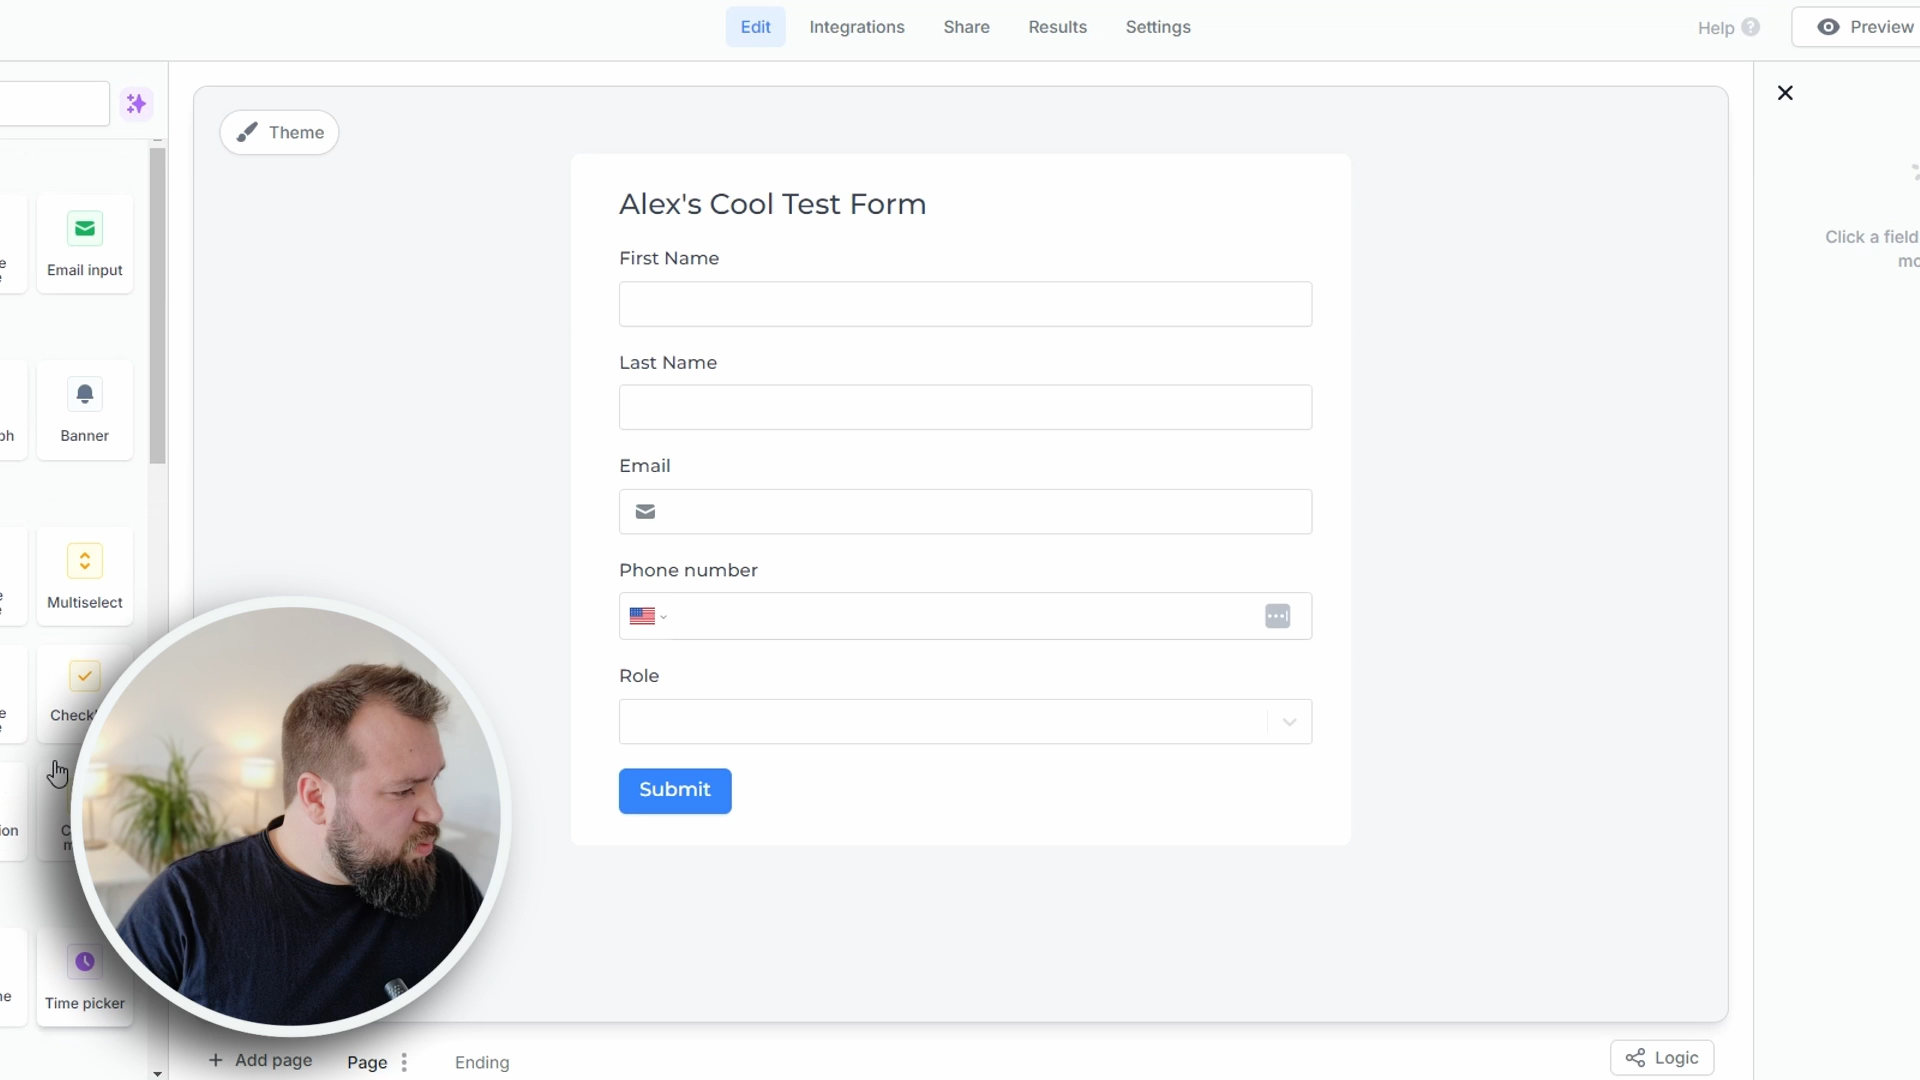 Edit
Integrations
Share
Results
Settings
Help
Preview
Theme
Alex's Cool Test Form
First Name
Last Name
Email
Phone number
Role
Submit
Email input
Banner
Multiselect
Check
Time picker
Click a field
Add page
Page
Ending
Logic